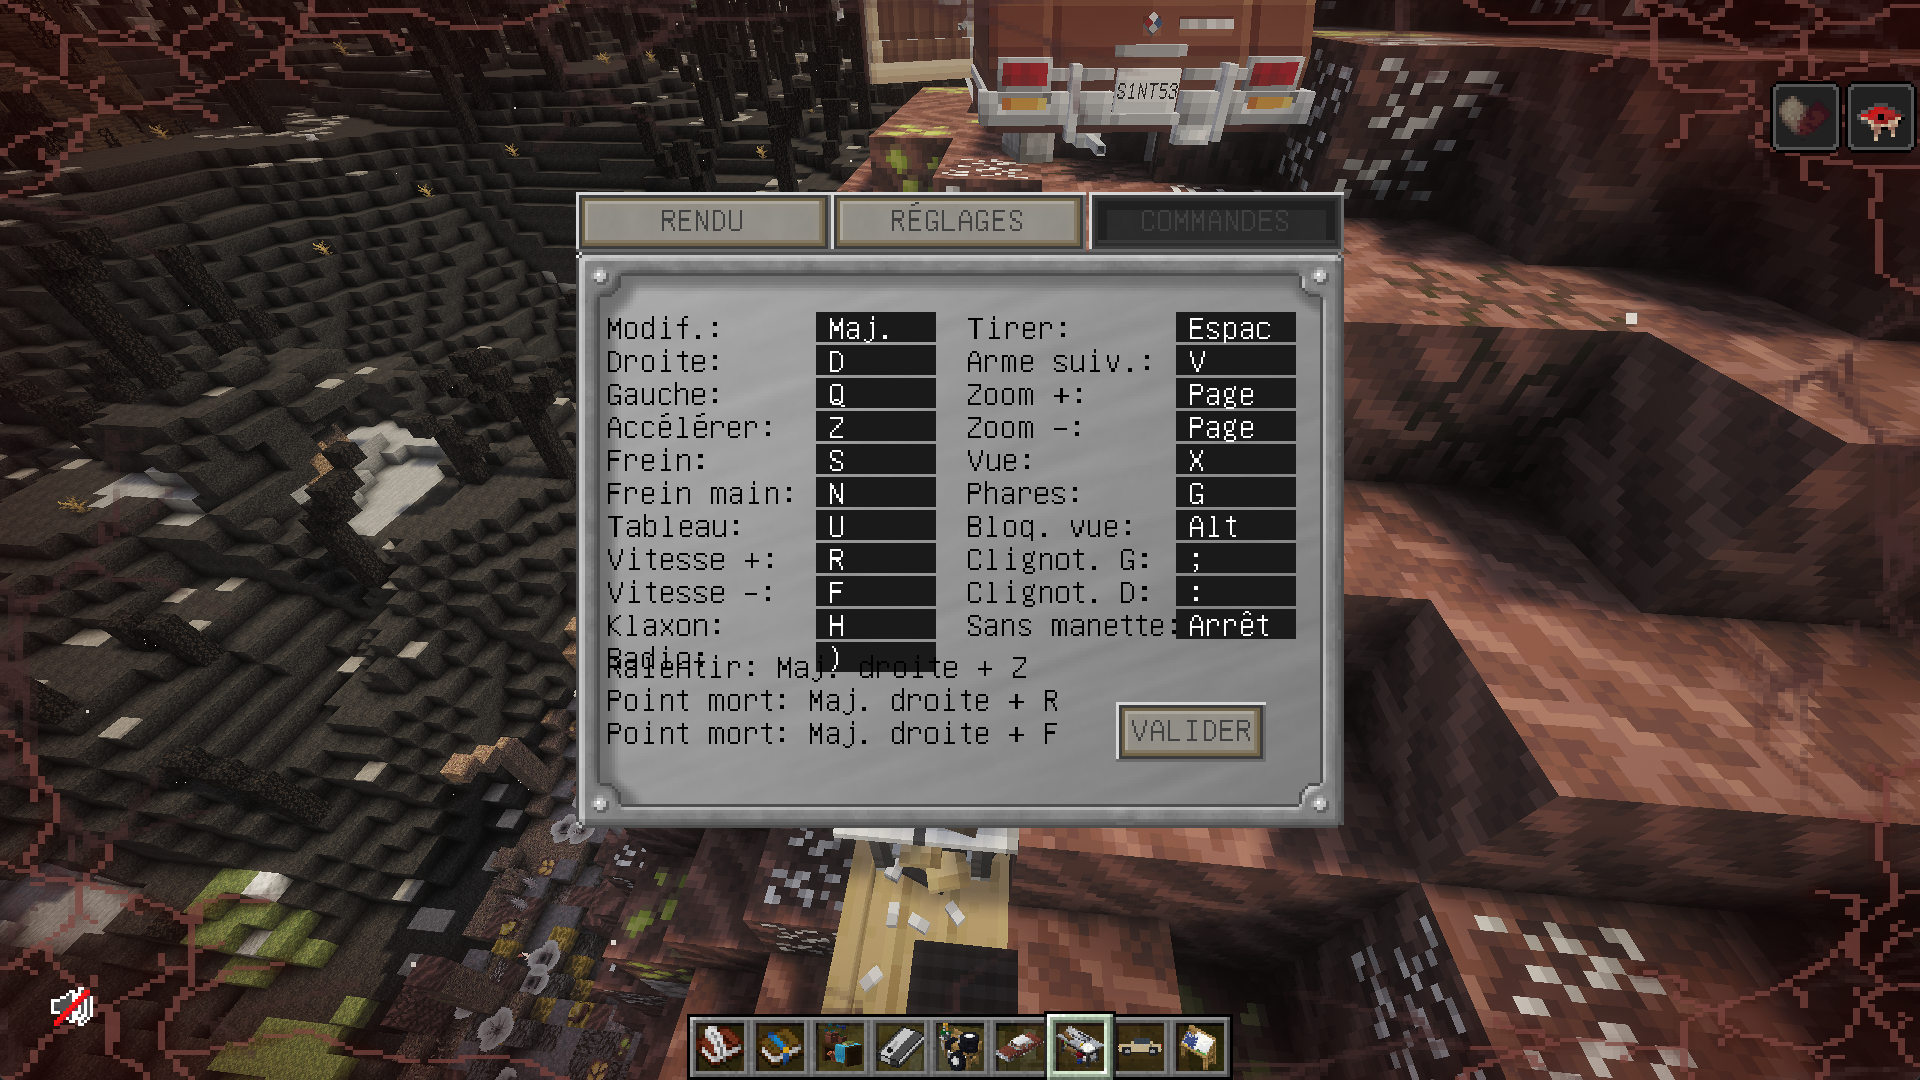 S1NT53
RENDU
RÉGLAGES
COMMANDES
Modif.: Maj.
Droite: D
Gauche: Q
Accélérer: Z
Frein: S
Frein main: N
Tableau: U
Vitesse +: R
Vitesse -: F
Klaxon: H
Radio: )
Tirer: Espac
Arme suiv.: V
Zoom +: Page
Zoom -: Page
Vue: X
Phares: G
Bloq. vue: Alt
Clignot. G: ;
Clignot. D: :
Sans manette: Arrêt
Ralentir: Maj. droite + Z
Point mort: Maj. droite + R
Point mort: Maj. droite + F
VALIDER